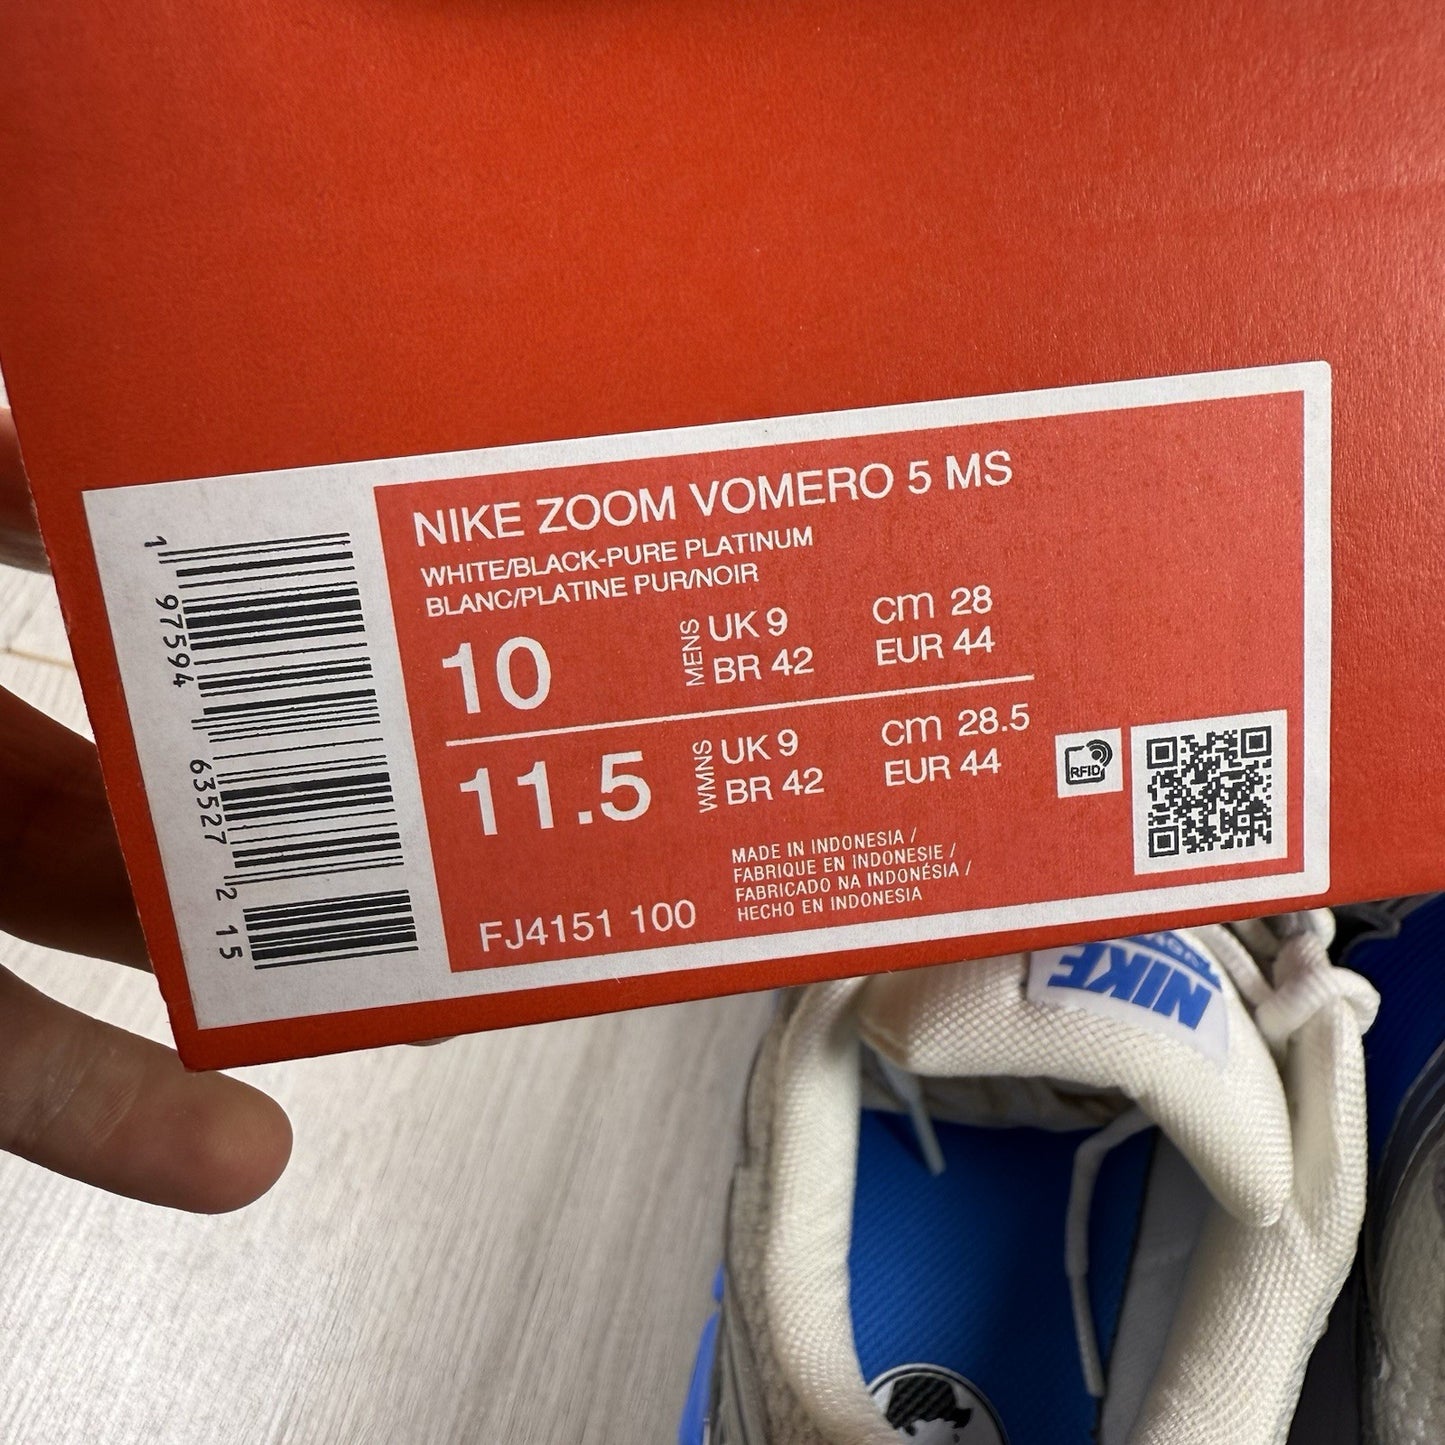 NIKE ZOOM VOMERO 5 MS
WHITE/BLACK-PURE PLATINUM
BLANC/PLATINE PUR/NOIR
10
MENS
UK 9
BR 42
cm 28
EUR 44
11.5
WMNS
UK 9
BR 42
cm 28.5
EUR 44
RFID
MADE IN INDONESIA /
FABRIQUE EN INDONESIE /
FABRICADO NA INDONÉSIA /
HECHO EN INDONESIA
FJ4151 100
1 97594 63527 2 15
NIKE